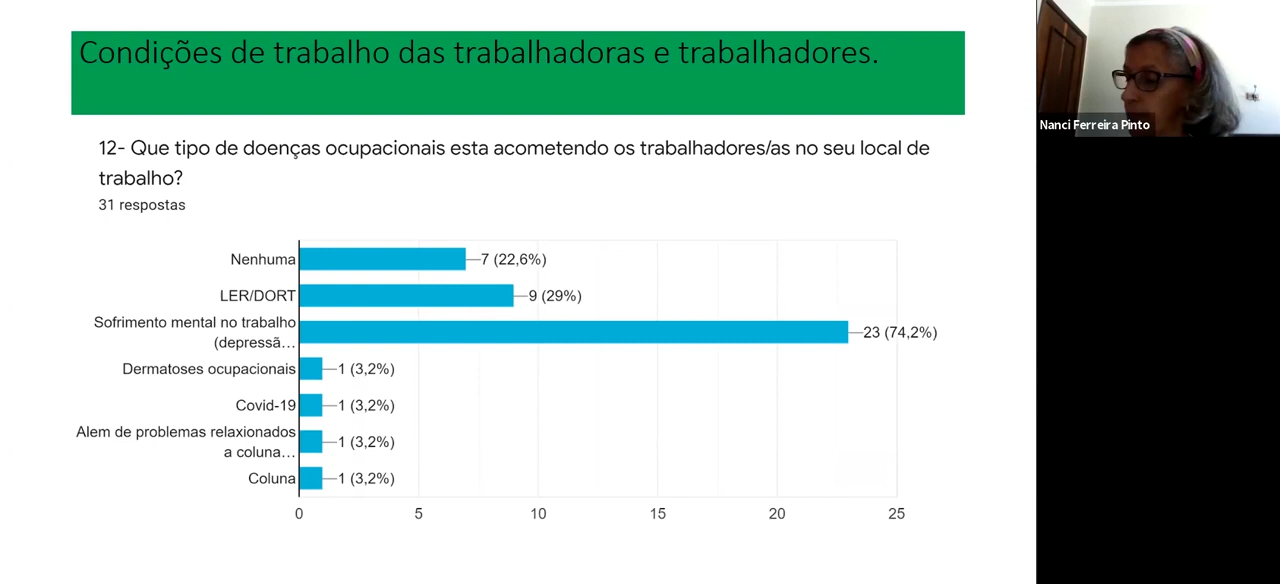 Condições de trabalho das trabalhadoras e trabalhadores.
Nanci Ferreira Pinto
12- Que tipo de doenças ocupacionais esta acometendo os trabalhadores/as no seu local de
trabalho?
31 respostas
Nenhuma 7 (22,6%)
LER/DORT 9 (29%)
Sofrimento mental no trabalho
(depressã… 23 (74,2%)
Dermatoses ocupacionais 1 (3,2%)
Covid-19 1 (3,2%)
Alem de problemas relaxionados
a coluna… 1 (3,2%)
Coluna 1 (3,2%)
0 5 10 15 20 25